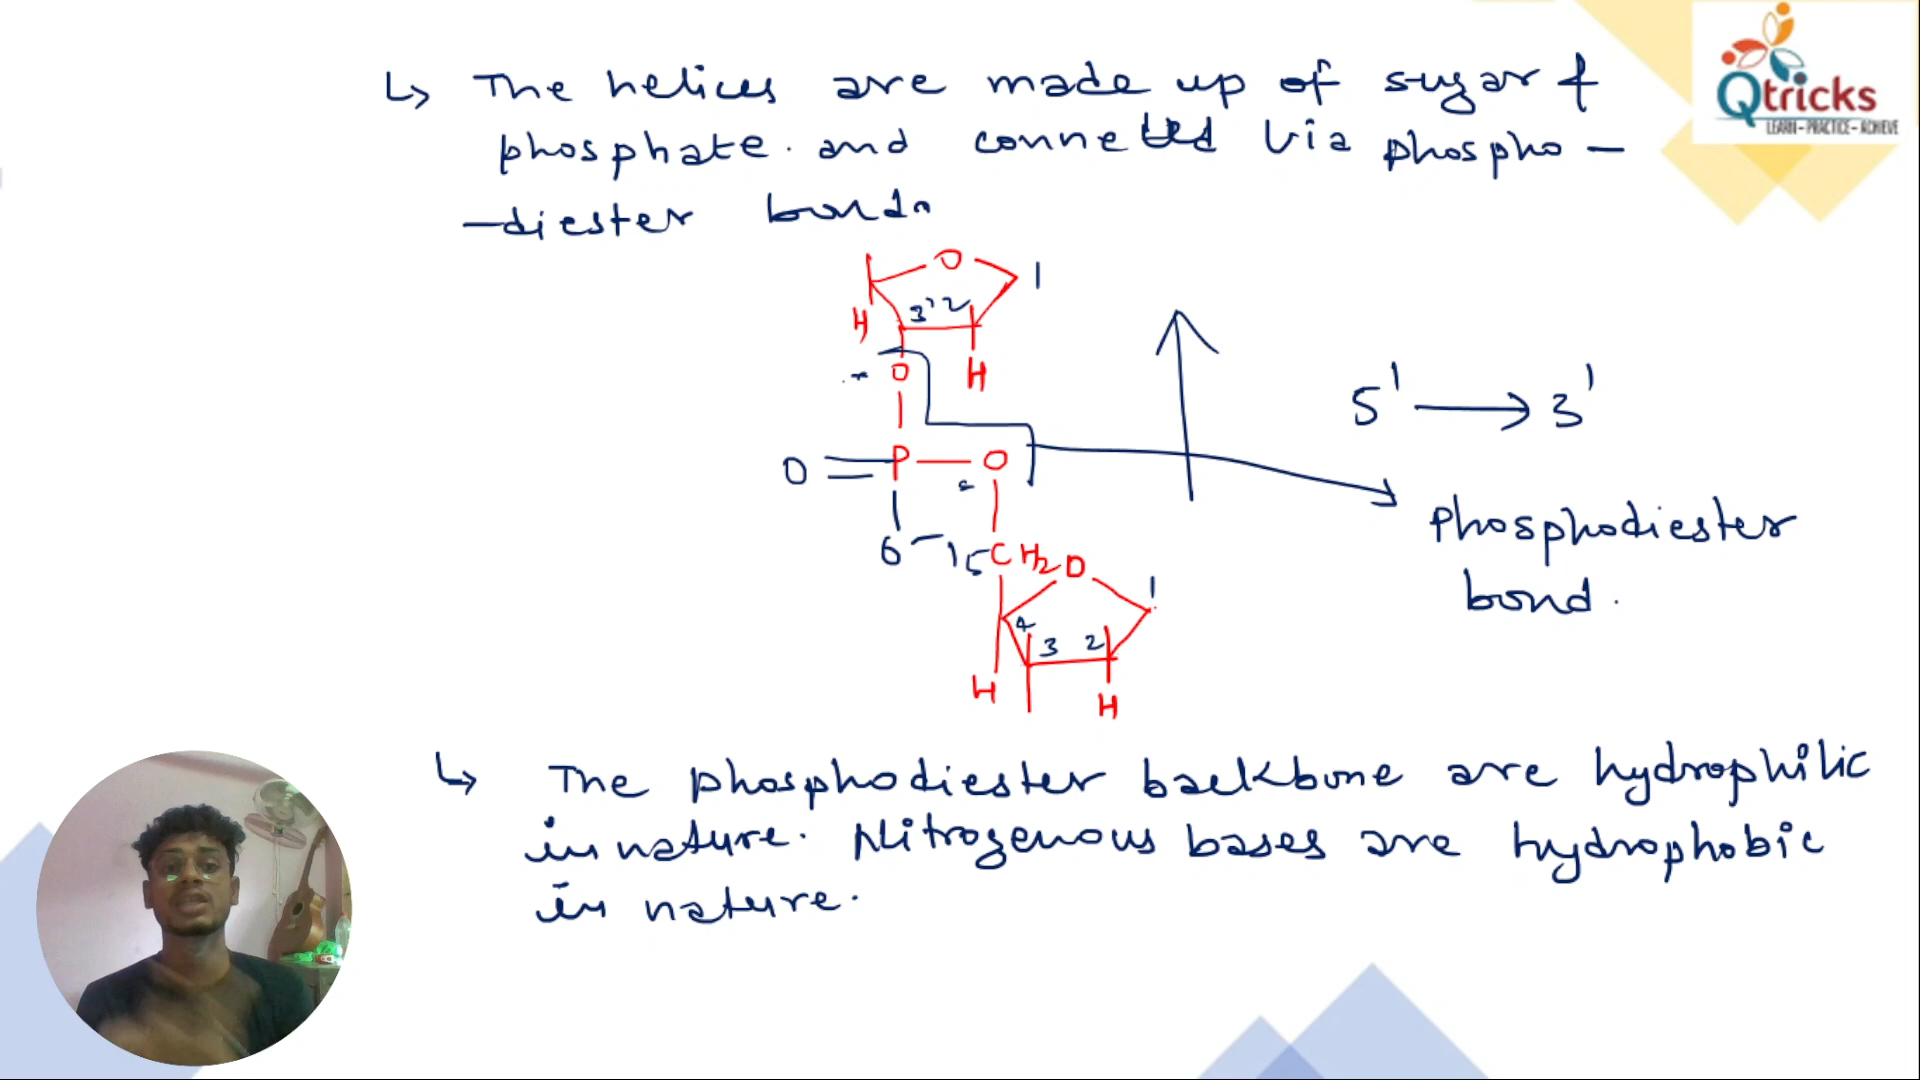 ↳ The helices are made up of sugar &
phosphate. and connected via phospho -
- diester bonds
O
1
3' 2
H
H
O
5' → 3'
O = P - O
Phosphodiester
bond.
O⁻
5 CH2 O
1
4
3 2
H
H
↳ The phosphodiester backbone are hydrophilic
in nature. Nitrogenous bases are hydrophobic
in nature.
Qtricks
LEARN - PRACTICE - ACHIEVE